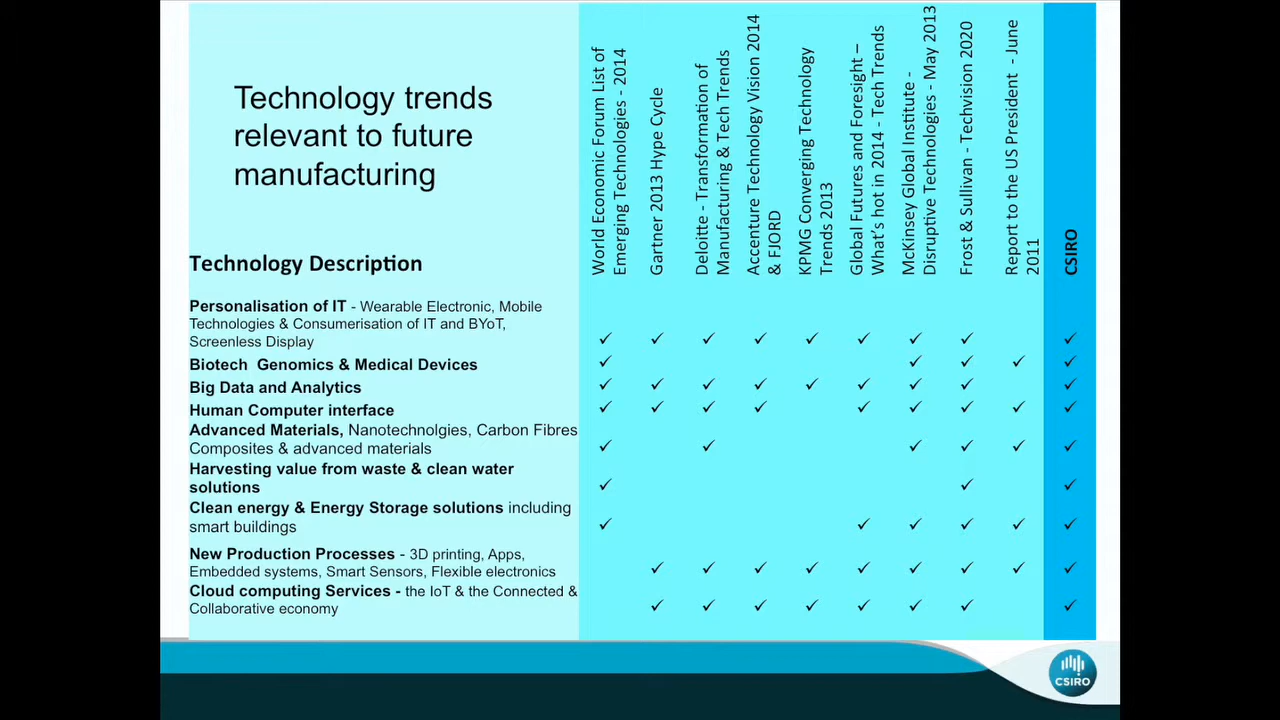 Technology trends
relevant to future
manufacturing
Technology Description
World Economic Forum List of
Emerging Technologies - 2014
Gartner 2013 Hype Cycle
Deloitte - Transformation of
Manufacturing & Tech Trends
Accenture Technology Vision 2014
& FJORD
KPMG Converging Technology
Trends 2013
Global Futures and Foresight –
What's hot in 2014 - Tech Trends
McKinsey Global Institute -
Disruptive Technologies - May 2013
Frost & Sullivan - Techvision 2020
Report to the US President - June
2011
CSIRO
Personalisation of IT - Wearable Electronic, Mobile
Technologies & Consumerisation of IT and BYoT,
Screenless Display ✓ ✓ ✓ ✓ ✓ ✓ ✓ ✓ ✓
Biotech Genomics & Medical Devices ✓ ✓ ✓ ✓ ✓
Big Data and Analytics ✓ ✓ ✓ ✓ ✓ ✓ ✓ ✓ ✓
Human Computer interface ✓ ✓ ✓ ✓ ✓ ✓ ✓ ✓ ✓
Advanced Materials, Nanotechnolgies, Carbon Fibres
Composites & advanced materials ✓ ✓ ✓ ✓ ✓ ✓
Harvesting value from waste & clean water
solutions ✓ ✓ ✓
Clean energy & Energy Storage solutions including
smart buildings ✓ ✓ ✓ ✓ ✓ ✓
New Production Processes - 3D printing, Apps,
Embedded systems, Smart Sensors, Flexible electronics ✓ ✓ ✓ ✓ ✓ ✓ ✓ ✓ ✓
Cloud computing Services - the IoT & the Connected &
Collaborative economy ✓ ✓ ✓ ✓ ✓ ✓ ✓ ✓
CSIRO